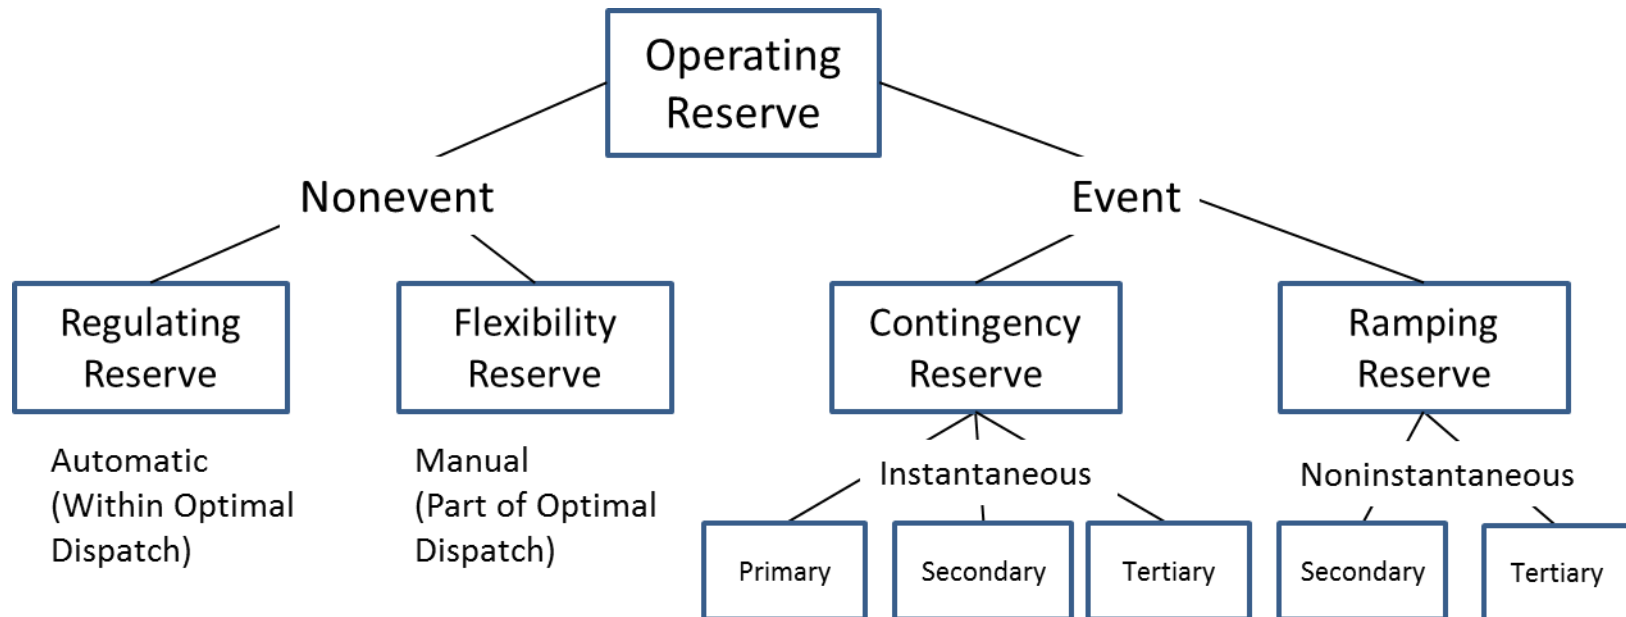 Operating
Reserve
Nonevent
Event
Regulating
Reserve
Flexibility
Reserve
Contingency
Reserve
Ramping
Reserve
Automatic
(Within Optimal
Dispatch)
Manual
(Part of Optimal
Dispatch)
Instantaneous
Noninstantaneous
Primary
Secondary
Tertiary
Secondary
Tertiary